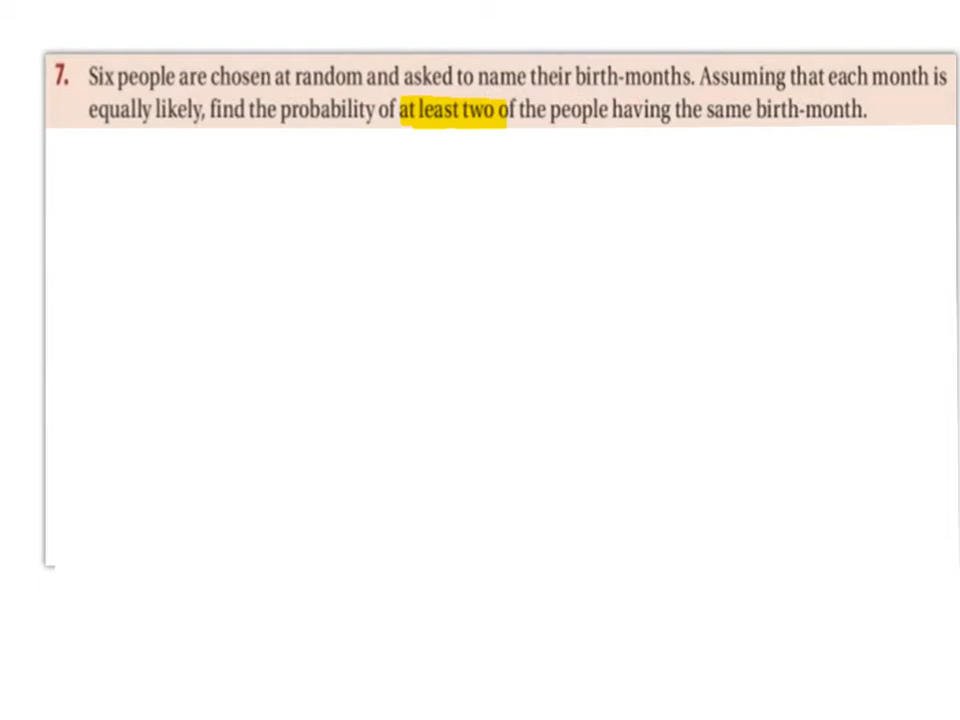 7. Six people are chosen at random and asked to name their birth-months. Assuming that each month is
equally likely, find the probability of at least two of the people having the same birth-month.